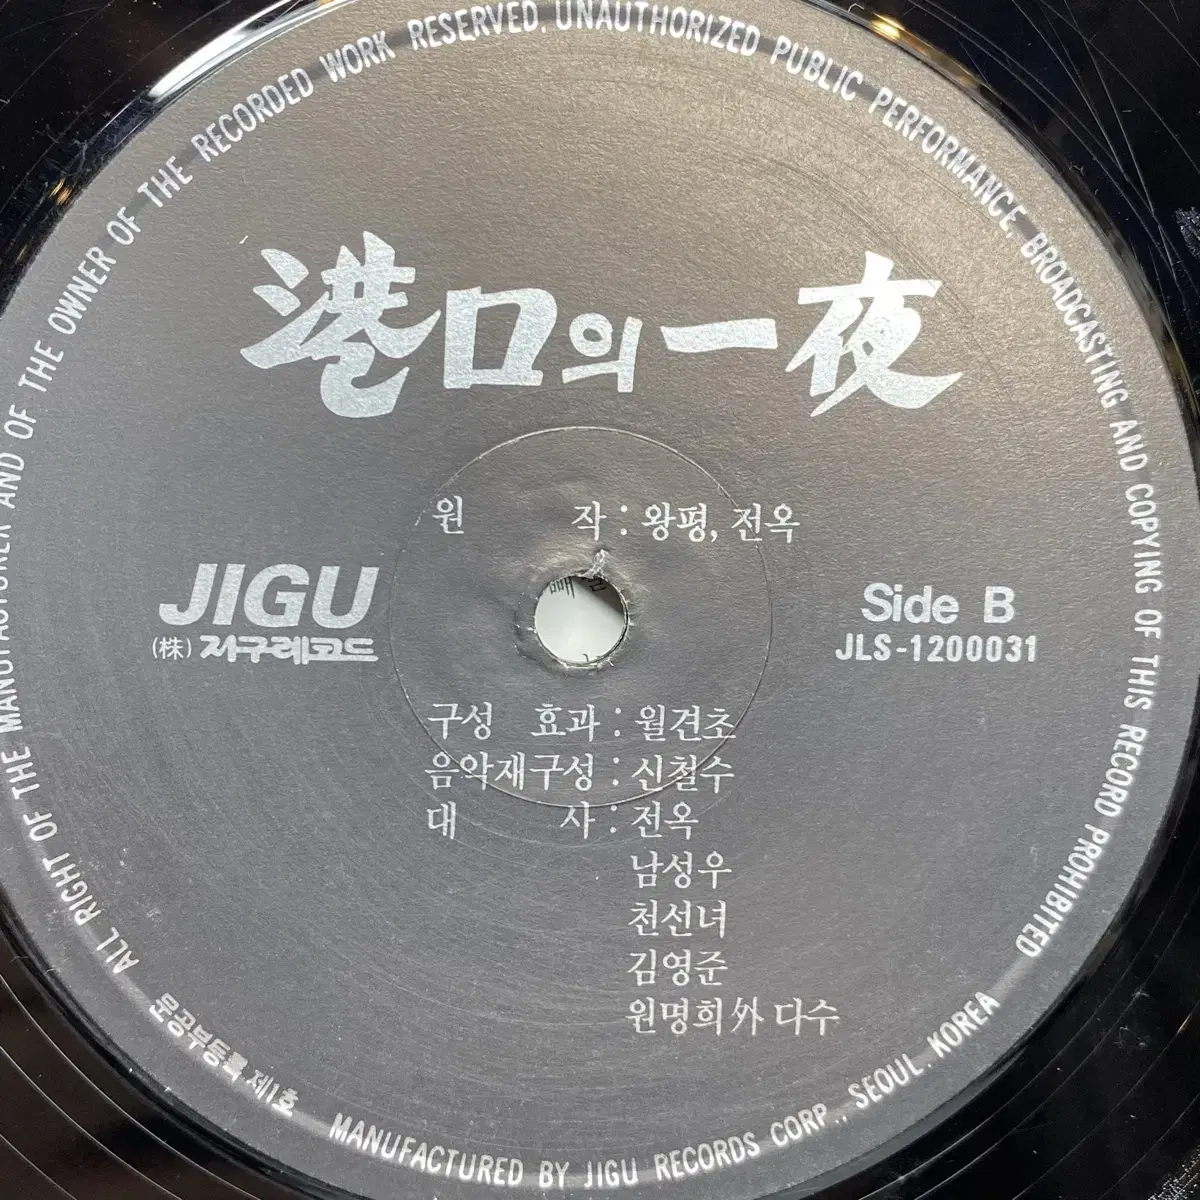 ALL RIGHT OF THE MANUFACTURER AND OF THE OWNER OF THE RECORDED WORK RESERVED. UNAUTHORIZED PUBLIC PERFORMANCE BROADCASTING AND COPYING OF THIS RECORD PROHIBITED
港口의 一夜
원 작 : 왕평, 전옥
JIGU
(株) 지구레코드
Side B
JLS-1200031
구성 효과 : 월견초
음악재구성 : 신철수
대 사 : 전옥
남성우
천선녀
김영준
원명희 外 다수
문공부등록 제1호 MANUFACTURED BY JIGU RECORDS CORP., SEOUL. KOREA